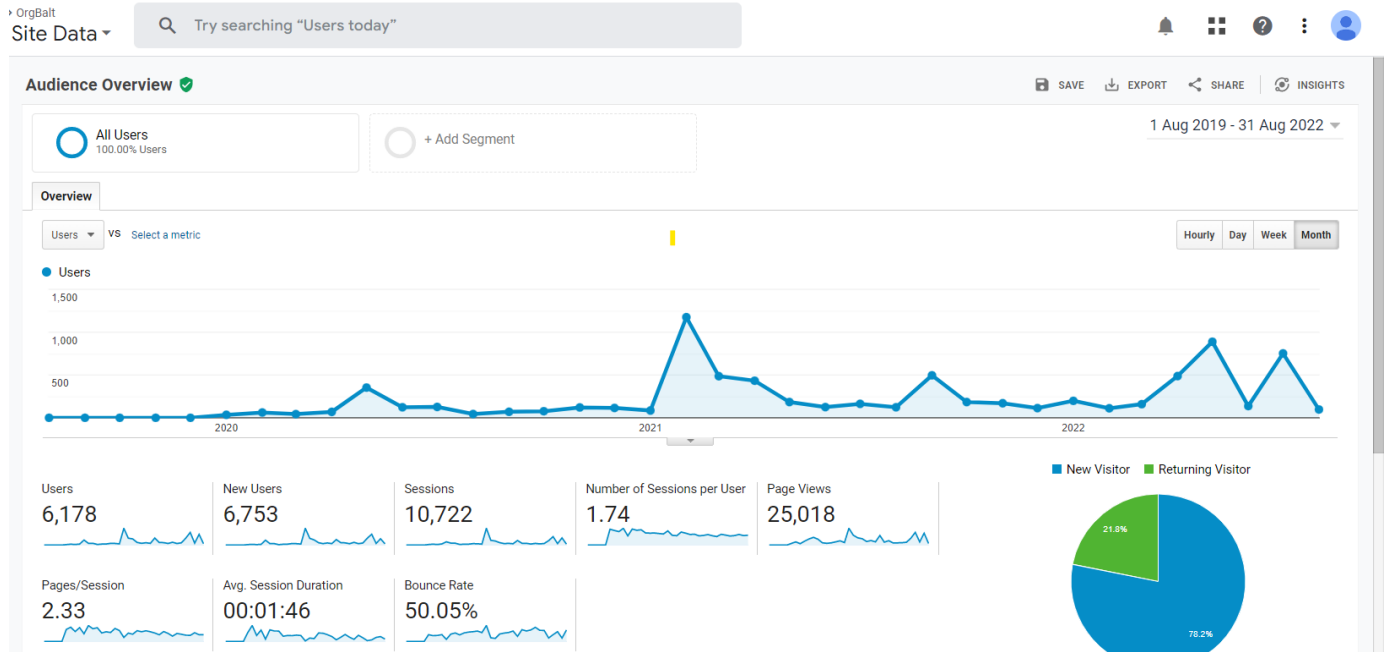 OrgBalt
Site Data
Try searching “Users today”
Audience Overview
SAVE
EXPORT
SHARE
INSIGHTS
All Users
100.00% Users
+ Add Segment
1 Aug 2019 - 31 Aug 2022
Overview
Users
VS
Select a metric
Hourly
Day
Week
Month
Users
1,500
1,000
500
2020
2021
2022
New Visitor
Returning Visitor
Users
New Users
Sessions
Number of Sessions per User
Page Views
6,178
6,753
10,722
1.74
25,018
21.8%
Pages/Session
Avg. Session Duration
Bounce Rate
2.33
00:01:46
50.05%
78.2%